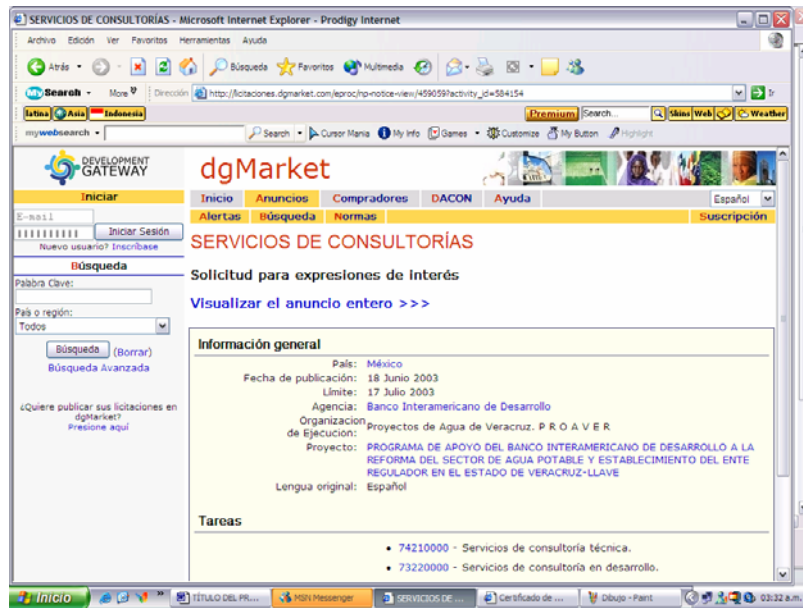 SERVICIOS DE CONSULTORÍAS - Microsoft Internet Explorer - Prodigy Internet
Archivo Edición Ver Favoritos Herramientas Ayuda
Atrás Búsqueda Favoritos Multimedia
Search More Dirección http://licitaciones.dgmarket.com/eproc/np-notice-view/459059?activity_id=584154 Ir
latina Asia Indonesia Premium Search... Skins Web Weather
mywebsearch Search Cursor Mania My Info Games Customize My Button Highlight
DEVELOPMENT
GATEWAY
dgMarket
Iniciar
Inicio Anuncios Compradores DACON Ayuda Español
E-mail
Alertas Búsqueda Normas Suscripción
Iniciar Sesión
Nuevo usuario? Inscríbase
Búsqueda
Palabra Clave:
País o región:
Todos
Búsqueda (Borrar)
Búsqueda Avanzada
¿Quiere publicar sus licitaciones en
dgMarket?
Presione aquí
SERVICIOS DE CONSULTORÍAS
Solicitud para expresiones de interés
Visualizar el anuncio entero >>>
Información general
País: México
Fecha de publicación: 18 Junio 2003
Límite: 17 Julio 2003
Agencia: Banco Interamericano de Desarrollo
Organizacion
de Ejecucion: Proyectos de Agua de Veracruz. P R O A V E R
Proyecto: PROGRAMA DE APOYO DEL BANCO INTERAMERICANO DE DESARROLLO A LA
REFORMA DEL SECTOR DE AGUA POTABLE Y ESTABLECIMIENTO DEL ENTE
REGULADOR EN EL ESTADO DE VERACRUZ-LLAVE
Lengua original: Español
Tareas
• 74210000 - Servicios de consultoría técnica.
• 73220000 - Servicios de consultoría en desarrollo.
Inicio TÍTULO DEL PR... MSN Messenger SERVICIOS DE ... Certificado de ... Dibujo - Paint 03:32 a.m.